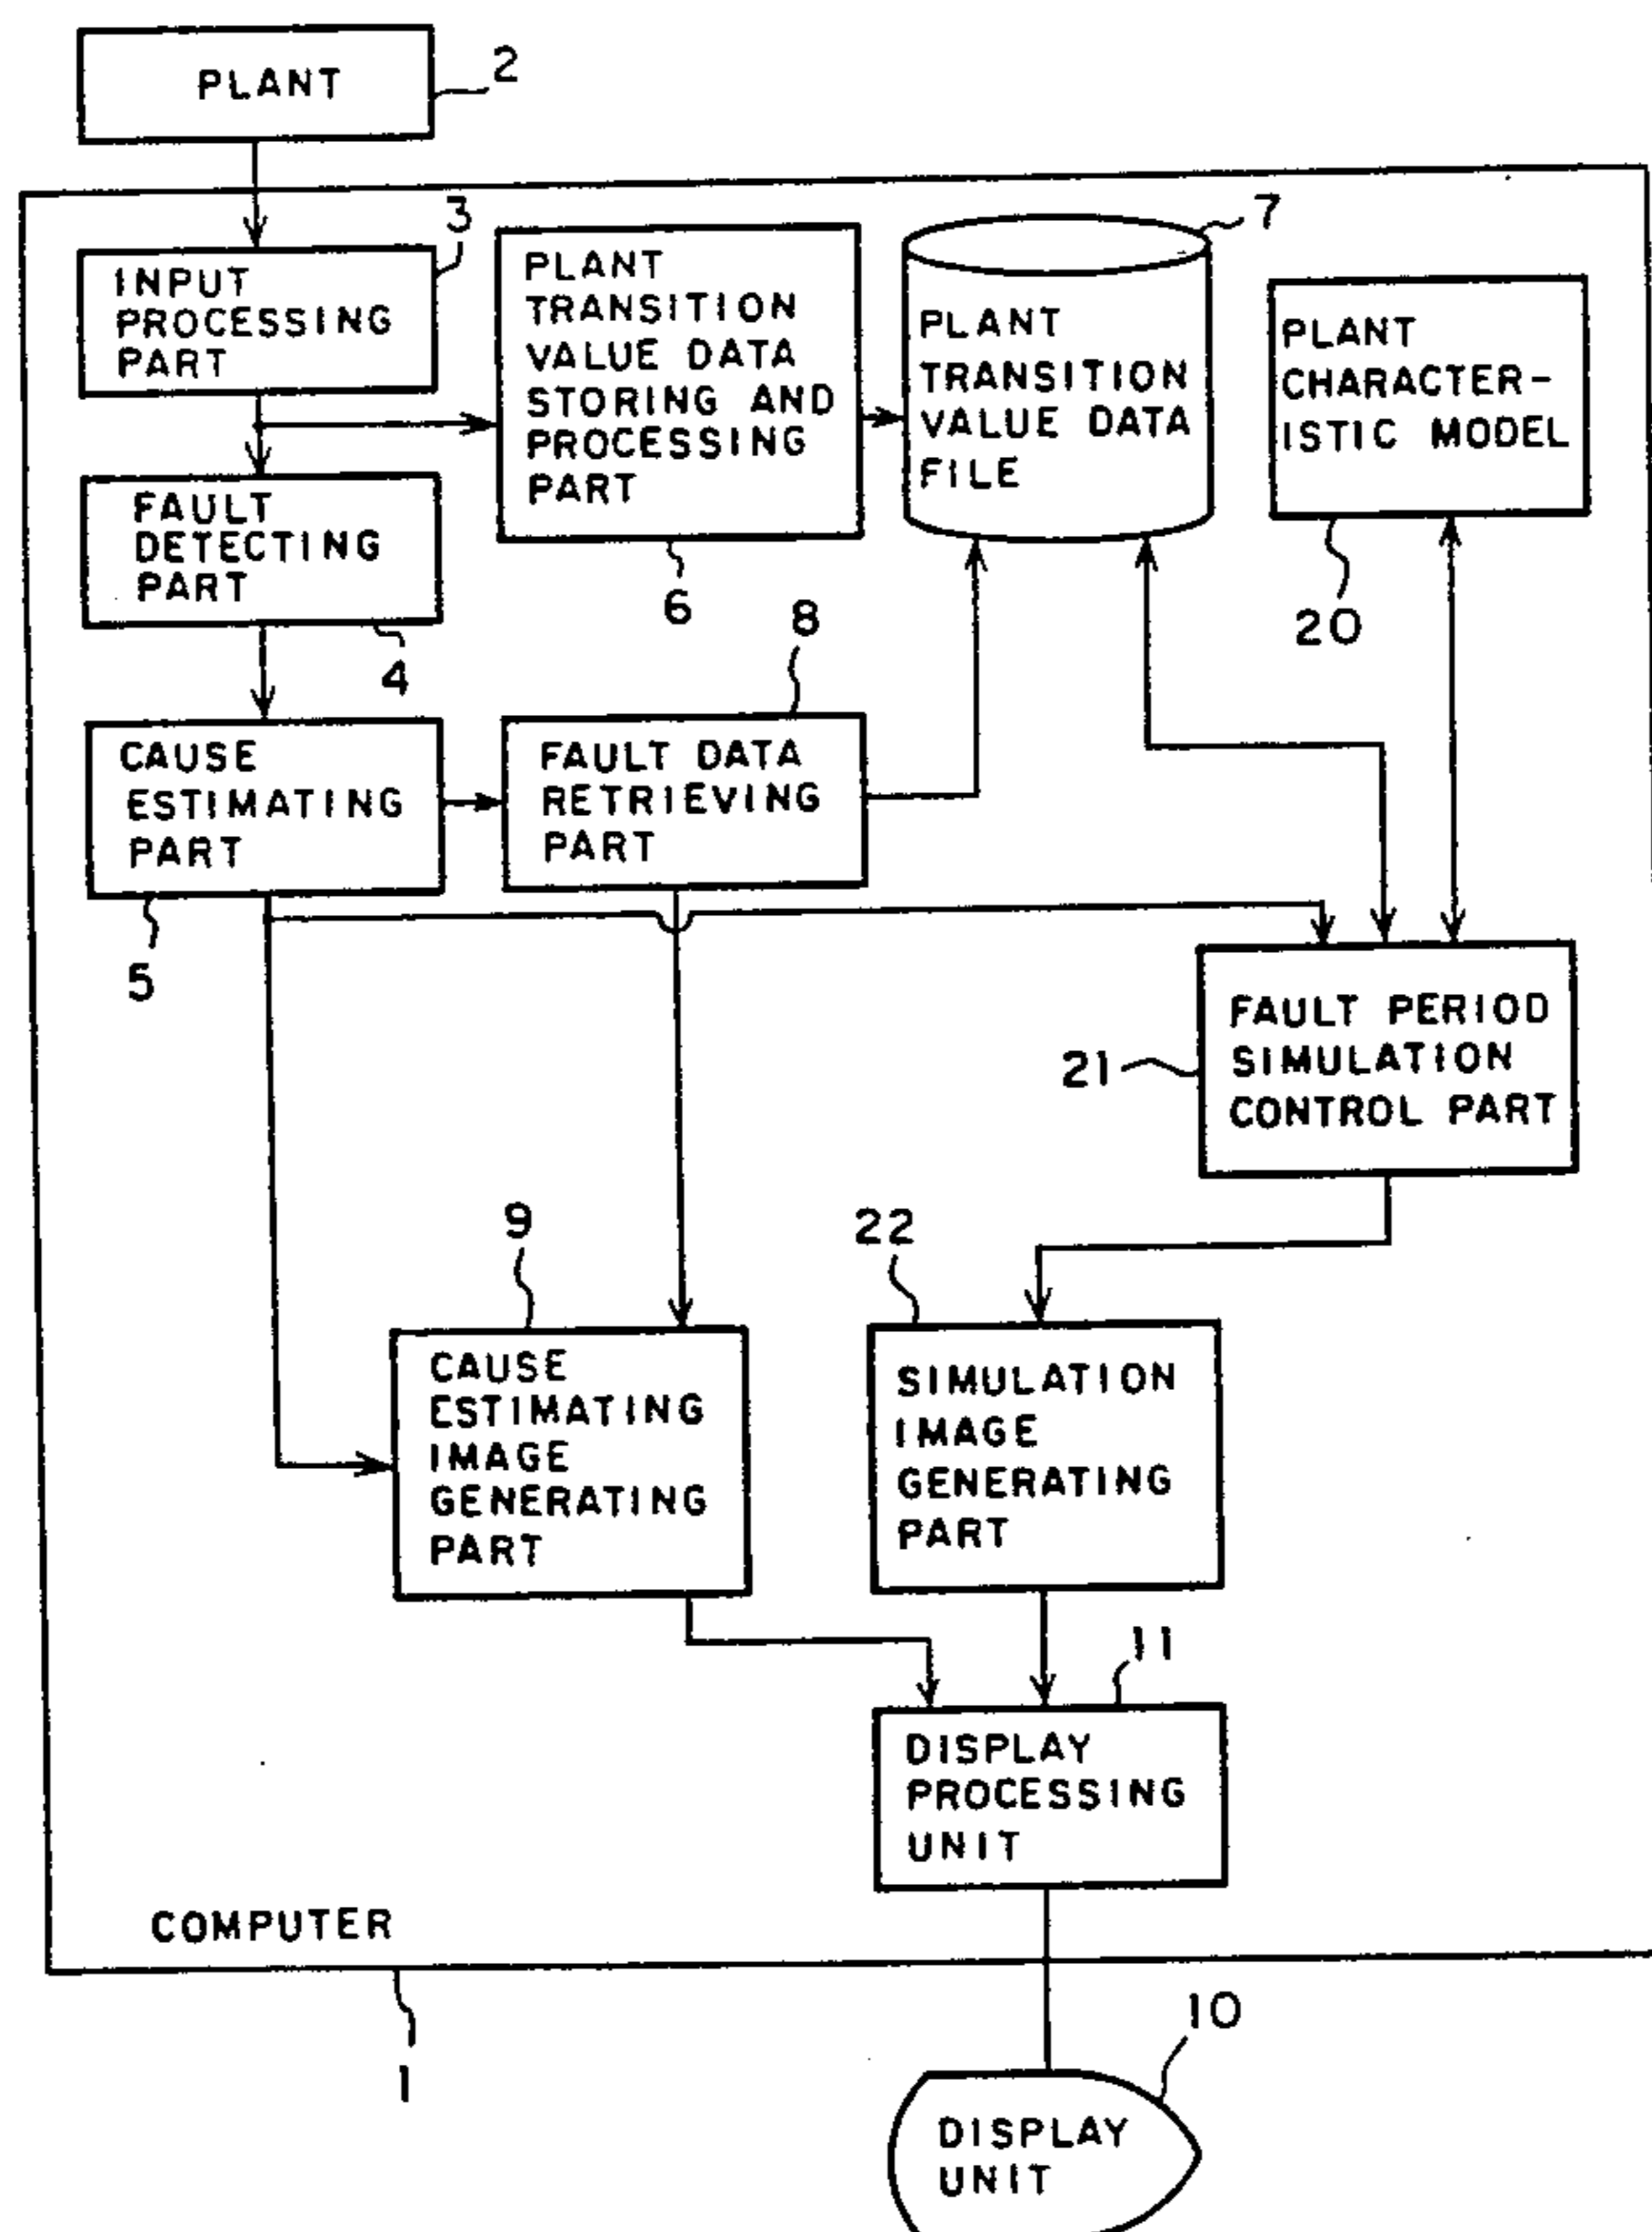 PLANT
2
3
INPUT
PROCESSING
PART
PLANT
TRANSITION
VALUE DATA
STORING AND
PROCESSING
PART
6
7
PLANT
TRANSITION
VALUE DATA
FILE
PLANT
CHARACTER-
ISTIC MODEL
20
FAULT
DETECTING
PART
4
8
CAUSE
ESTIMATING
PART
5
FAULT DATA
RETRIEVING
PART
21
FAULT PERIOD
SIMULATION
CONTROL PART
9
22
CAUSE
ESTIMATING
IMAGE
GENERATING
PART
SIMULATION
IMAGE
GENERATING
PART
11
DISPLAY
PROCESSING
UNIT
COMPUTER
1
10
DISPLAY
UNIT